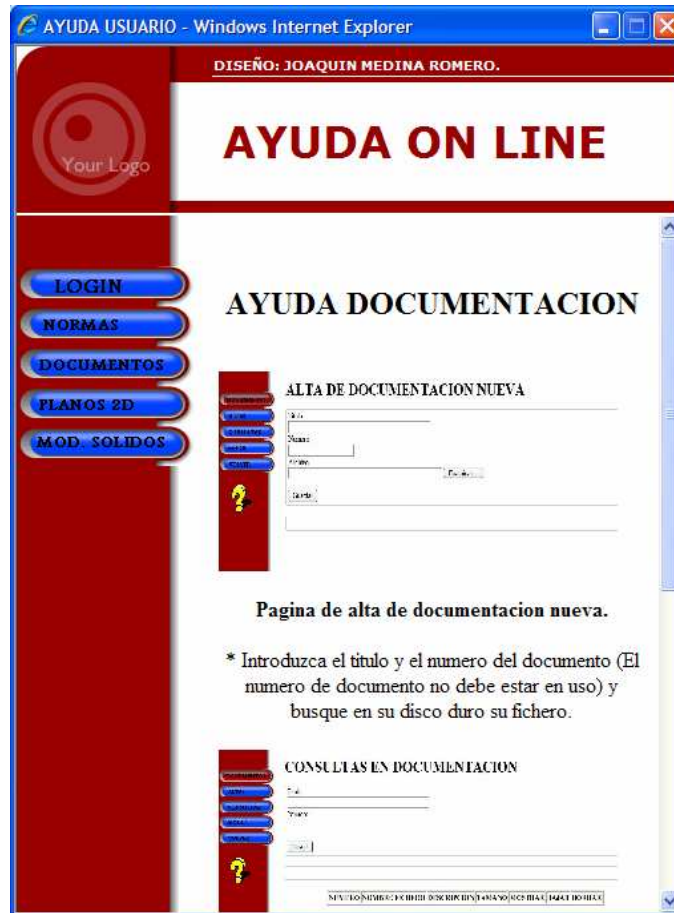 AYUDA USUARIO - Windows Internet Explorer
DISEÑO: JOAQUIN MEDINA ROMERO.
Your Logo
AYUDA ON LINE
LOGIN
NORMAS
DOCUMENTOS
PLANOS 2D
MOD. SOLIDOS
AYUDA DOCUMENTACION
ALTA DE DOCUMENTACION NUEVA
Pagina de alta de documentacion nueva.
* Introduzca el titulo y el numero del documento (El
numero de documento no debe estar en uso) y
busque en su disco duro su fichero.
CONSULTAS EN DOCUMENTACION